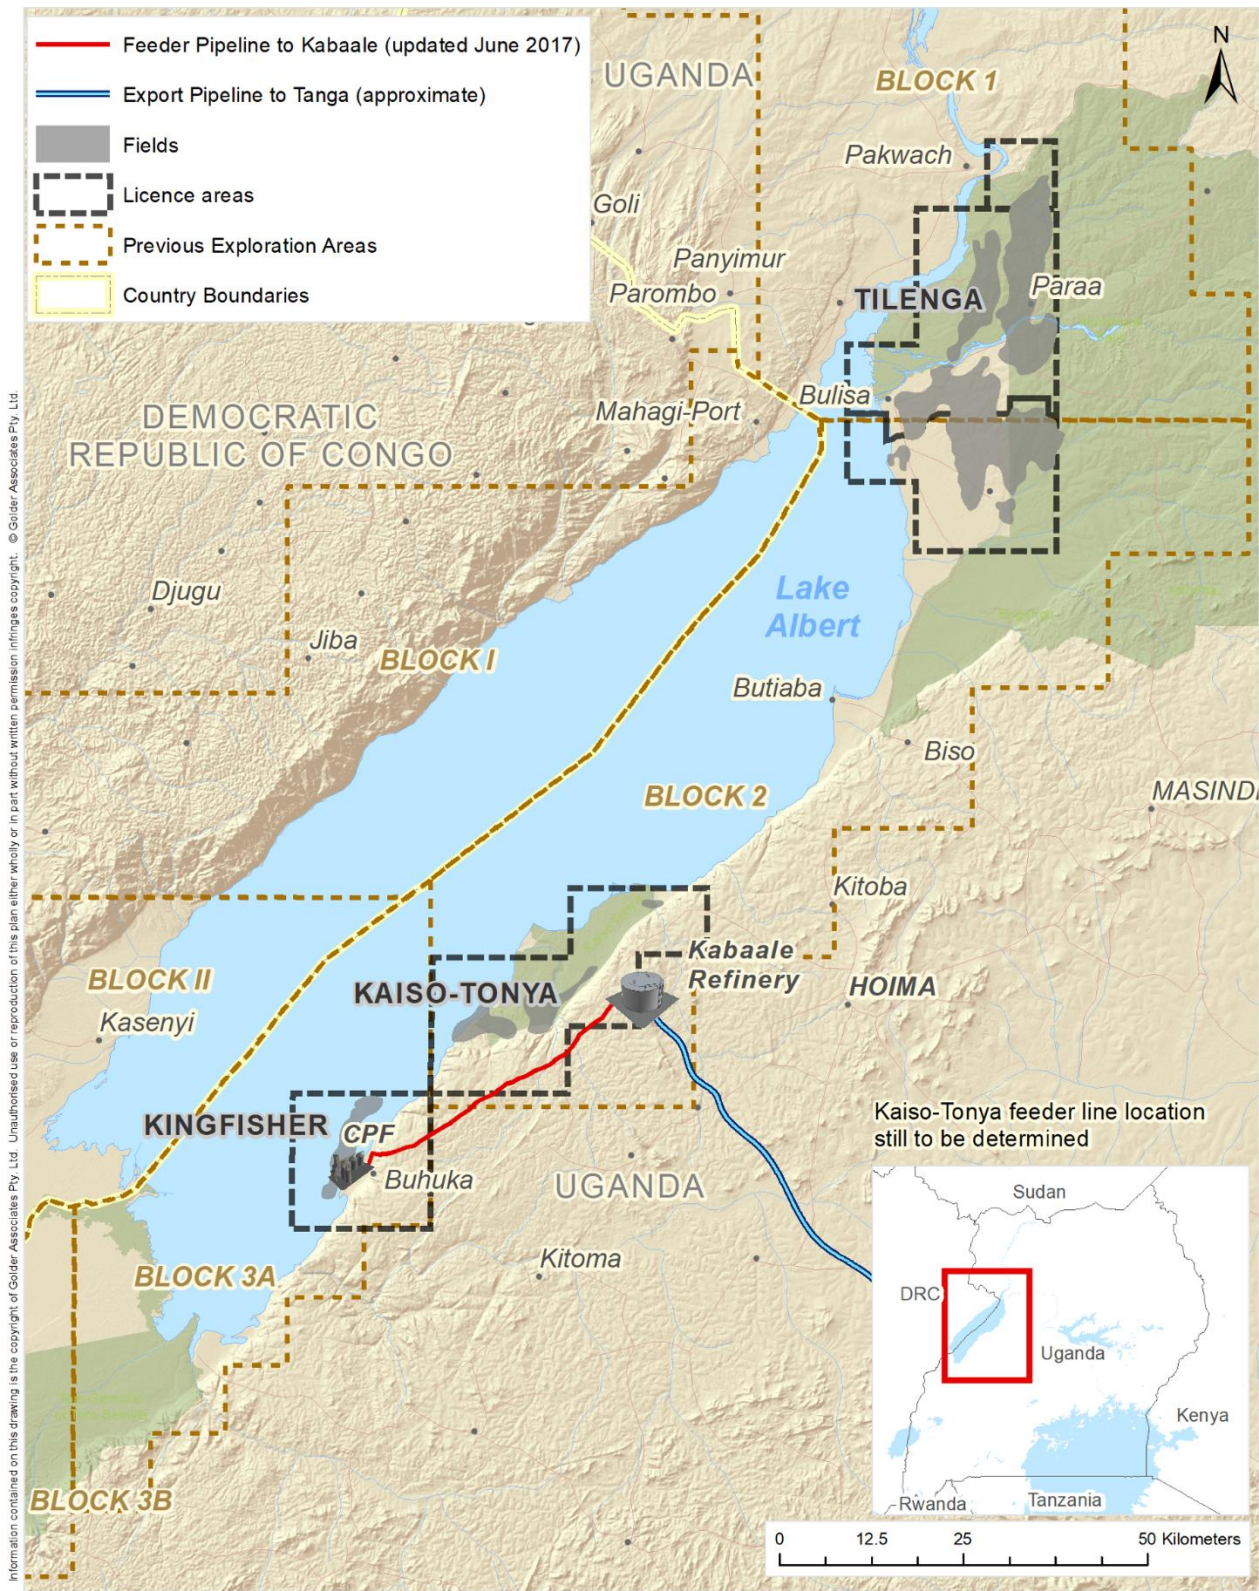 Feeder Pipeline to Kabaale (updated June 2017)
Export Pipeline to Tanga (approximate)
Fields
Licence areas
Previous Exploration Areas
Country Boundaries
N
UGANDA
BLOCK 1
Pakwach
Goli
Panyimur
Parombo
TILENGA
Paraa
DEMOCRATIC
REPUBLIC OF CONGO
Mahagi-Port
Bulisa
Djugu
Jiba
BLOCK I
Lake
Albert
Butiaba
Biso
BLOCK 2
MASINDI
Kitoba
BLOCK II
Kasenyi
KAISO-TONYA
Kabaale
Refinery
HOIMA
KINGFISHER
CPF
Buhuka
UGANDA
Kaiso-Tonya feeder line location
still to be determined
Kitoma
BLOCK 3A
BLOCK 3B
Sudan
DRC
Uganda
Kenya
Rwanda
Tanzania
0 12.5 25 50 Kilometers
Information contained on this drawing is the copyright of Golder Associates Pty. Ltd. Unauthorised use or reproduction of this plan either wholly or in part without written permission infringes copyright. © Golder Associates Pty. Ltd.